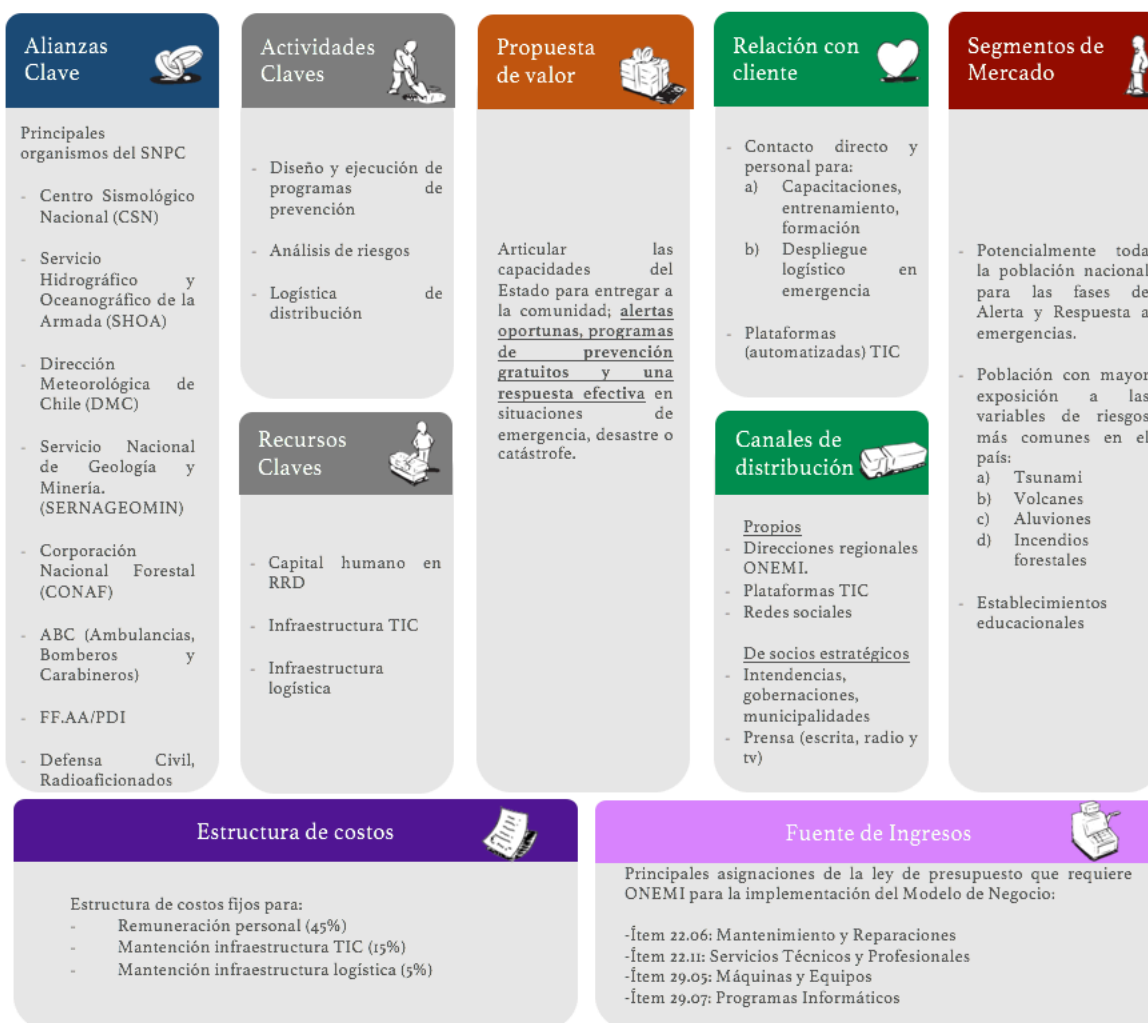 Alianzas
Clave
Principales
organismos del SNPC
- Centro Sismológico
Nacional (CSN)
- Servicio
Hidrográfico y
Oceanográfico de la
Armada (SHOA)
- Dirección
Meteorológica de
Chile (DMC)
- Servicio Nacional
de Geología y
Minería.
(SERNAGEOMIN)
- Corporación
Nacional Forestal
(CONAF)
- ABC (Ambulancias,
Bomberos y
Carabineros)
- FF.AA/PDI
- Defensa Civil,
Radioaficionados
Actividades
Claves
- Diseño y ejecución de
programas de
prevención
- Análisis de riesgos
- Logística de
distribución
Recursos
Claves
- Capital humano en
RRD
- Infraestructura TIC
- Infraestructura
logística
Propuesta
de valor
Articular las
capacidades del
Estado para entregar a
la comunidad; alertas
oportunas, programas
de prevención
gratuitos y una
respuesta efectiva en
situaciones de
emergencia, desastre o
catástrofe.
Relación con
cliente
- Contacto directo y
personal para:
a) Capacitaciones,
entrenamiento,
formación
b) Despliegue
logístico en
emergencia
- Plataformas
(automatizadas) TIC
Canales de
distribución
Propios
- Direcciones regionales
ONEMI.
- Plataformas TIC
- Redes sociales
De socios estratégicos
- Intendencias,
gobernaciones,
municipalidades
- Prensa (escrita, radio y
tv)
Segmentos de
Mercado
- Potencialmente toda
la población nacional
para las fases de
Alerta y Respuesta a
emergencias.
- Población con mayor
exposición a las
variables de riesgos
más comunes en el
país:
a) Tsunami
b) Volcanes
c) Aluviones
d) Incendios
forestales
- Establecimientos
educacionales
Estructura de costos
Estructura de costos fijos para:
- Remuneración personal (45%)
- Mantención infraestructura TIC (15%)
- Mantención infraestructura logística (5%)
Fuente de Ingresos
Principales asignaciones de la ley de presupuesto que requiere
ONEMI para la implementación del Modelo de Negocio:
-Ítem 22.06: Mantenimiento y Reparaciones
-Ítem 22.11: Servicios Técnicos y Profesionales
-Ítem 29.05: Máquinas y Equipos
-Ítem 29.07: Programas Informáticos